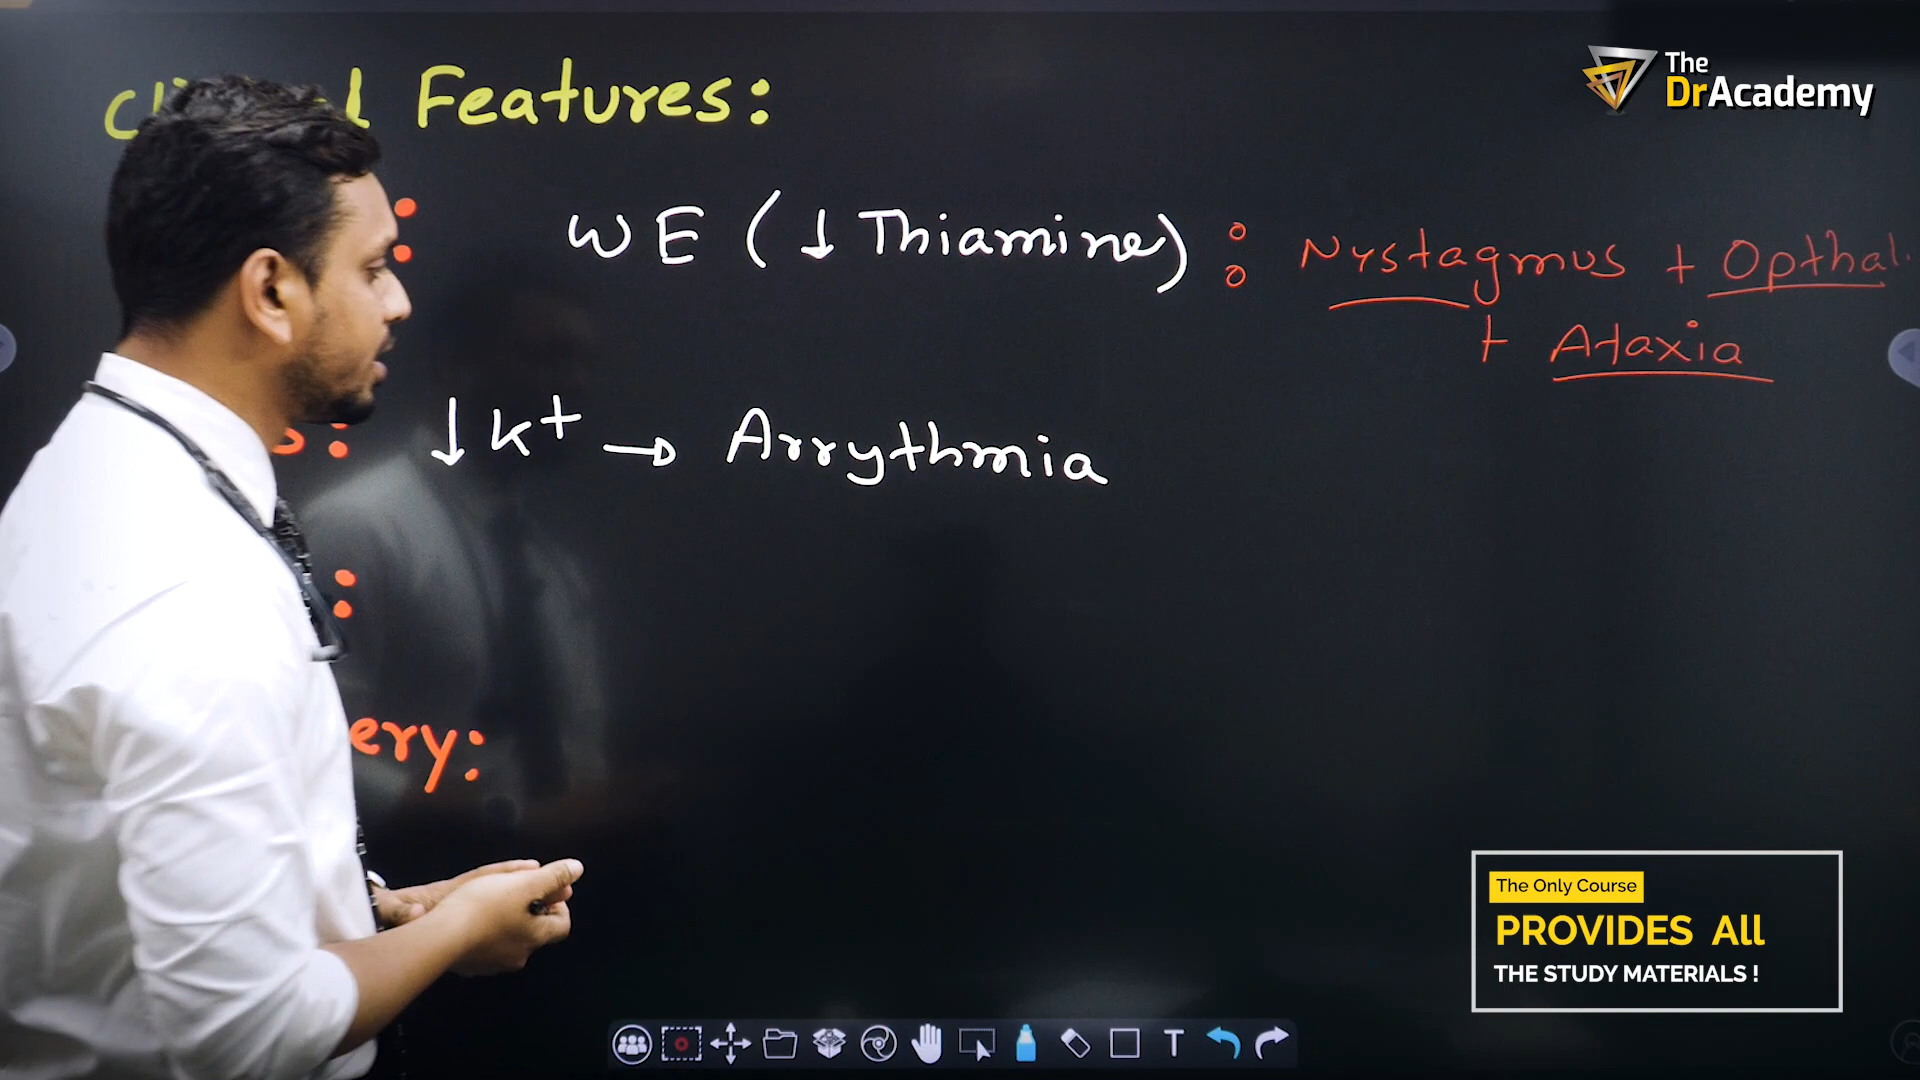 The
DrAcademy
Features:
: WE (↓ Thiamine) : Nystagmus + Opthal.
+ Ataxia
: ↓ K+ → Arrythmia
:
ery:
The Only Course
PROVIDES All
THE STUDY MATERIALS !
T